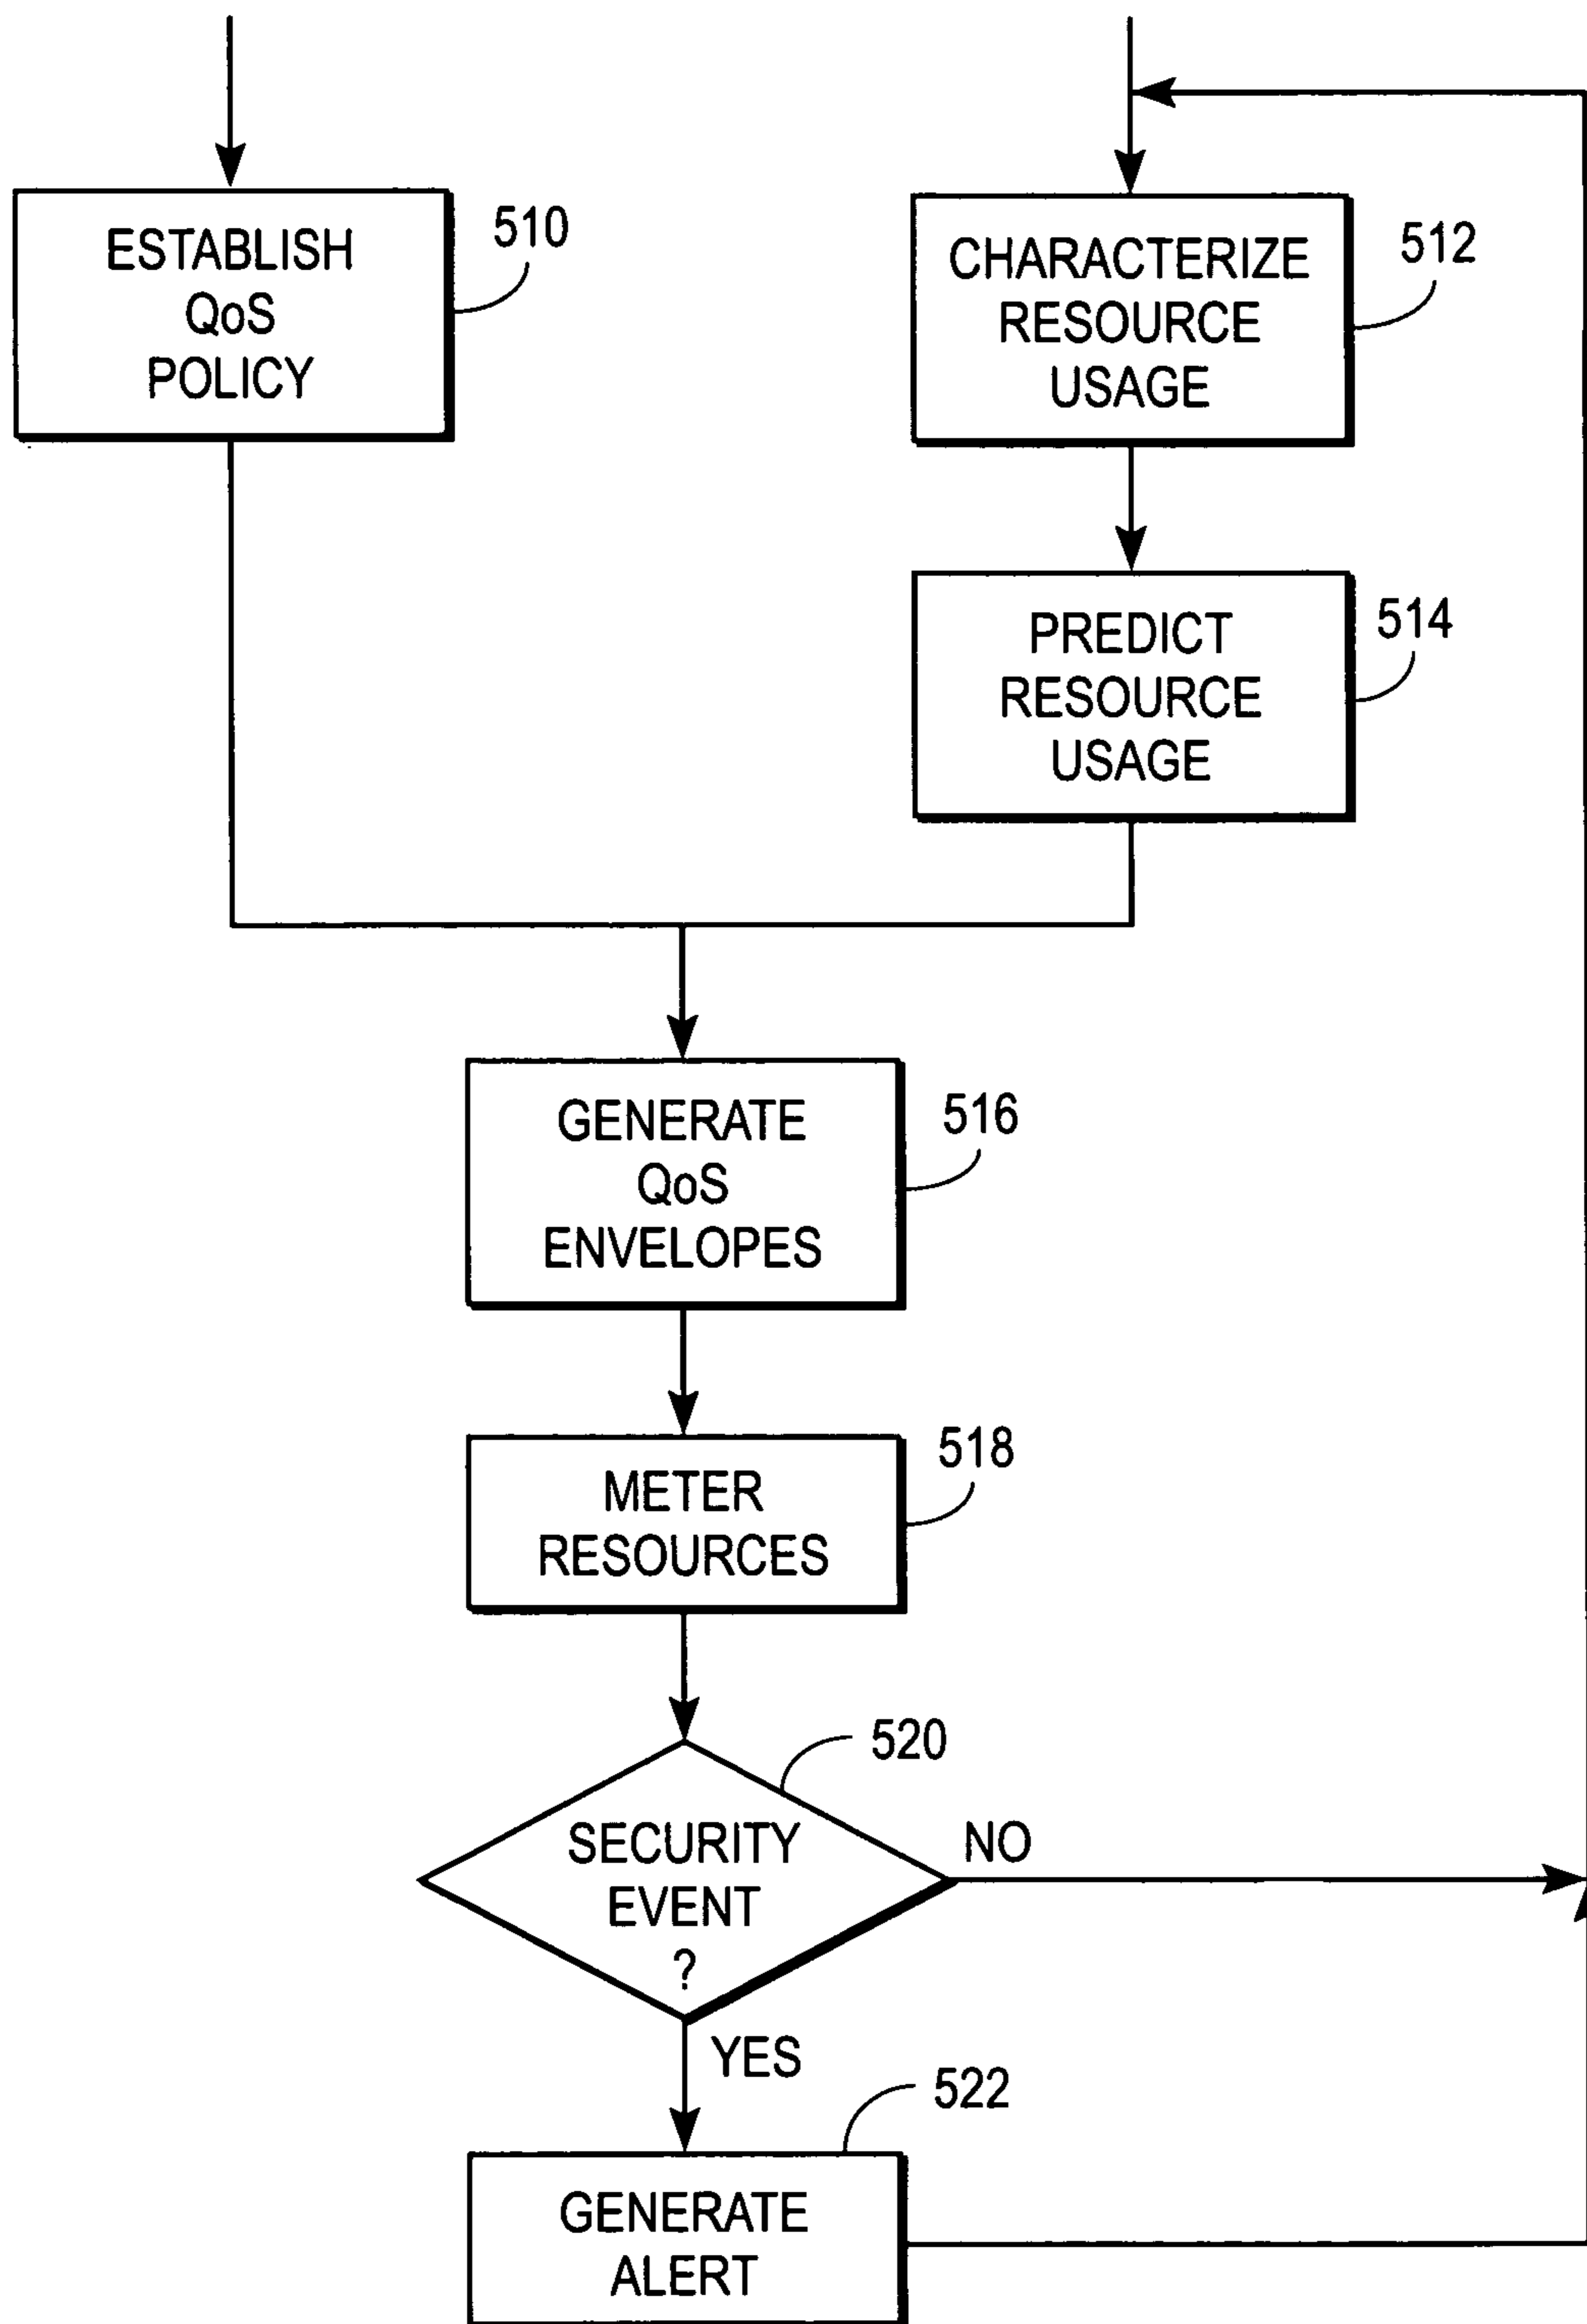 ESTABLISH
QoS
POLICY
510
CHARACTERIZE
RESOURCE
USAGE
512
PREDICT
RESOURCE
USAGE
514
GENERATE
QoS
ENVELOPES
516
METER
RESOURCES
518
520
SECURITY
EVENT
?
NO
YES
522
GENERATE
ALERT